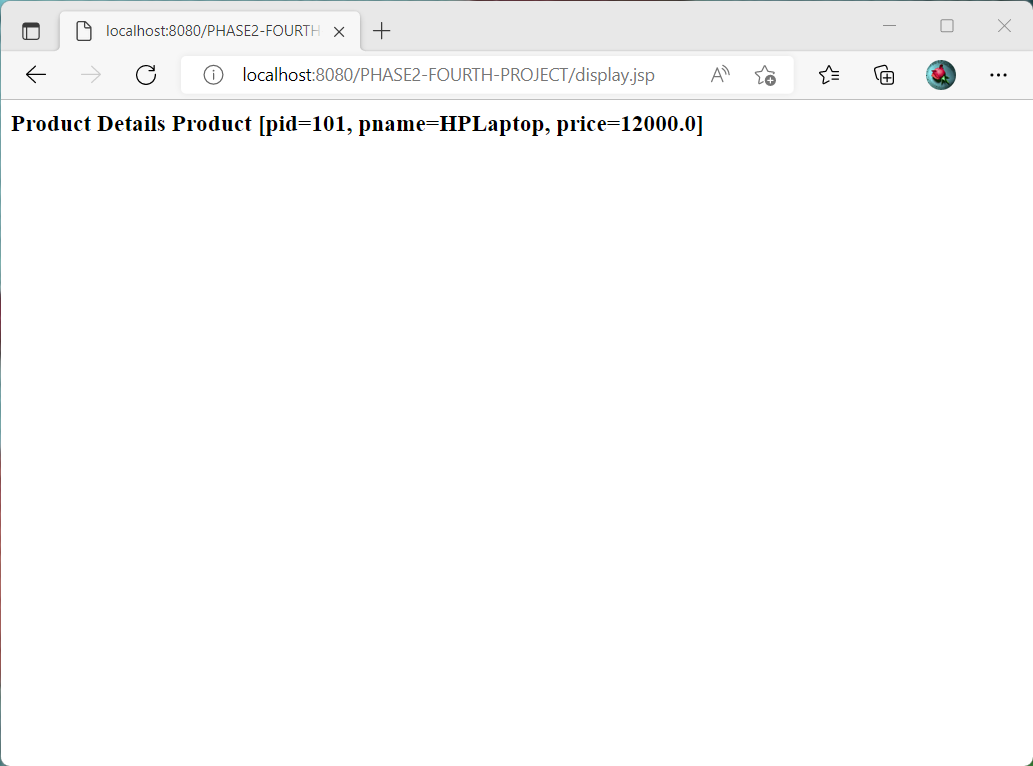 localhost:8080/PHASE2-FOURTH
localhost:8080/PHASE2-FOURTH-PROJECT/display.jsp
Product Details Product [pid=101, pname=HPLaptop, price=12000.0]